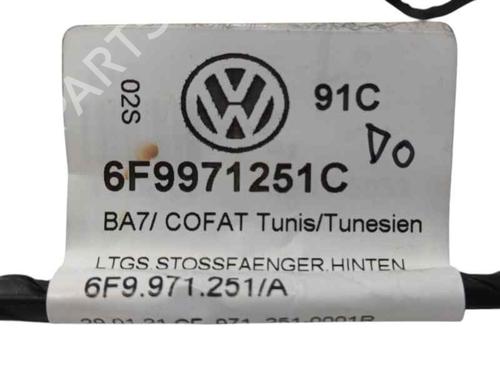 02S
91C
DO
6F9971251C
BA7/ COFAT Tunis/Tunesien
LTGS.STOSSFAENGER.HINTEN
6F9.971.251/A